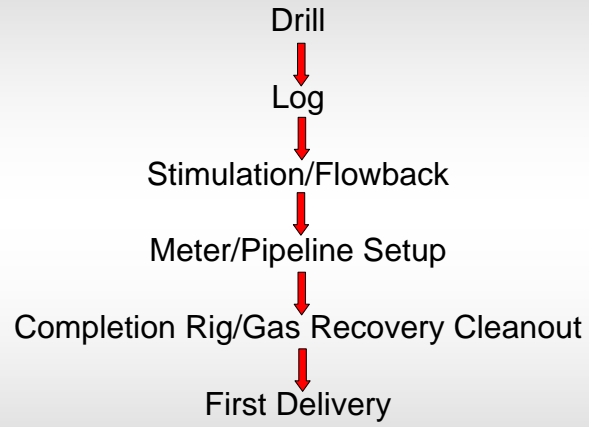 Drill
Log
Stimulation/Flowback
Meter/Pipeline Setup
Completion Rig/Gas Recovery Cleanout
First Delivery